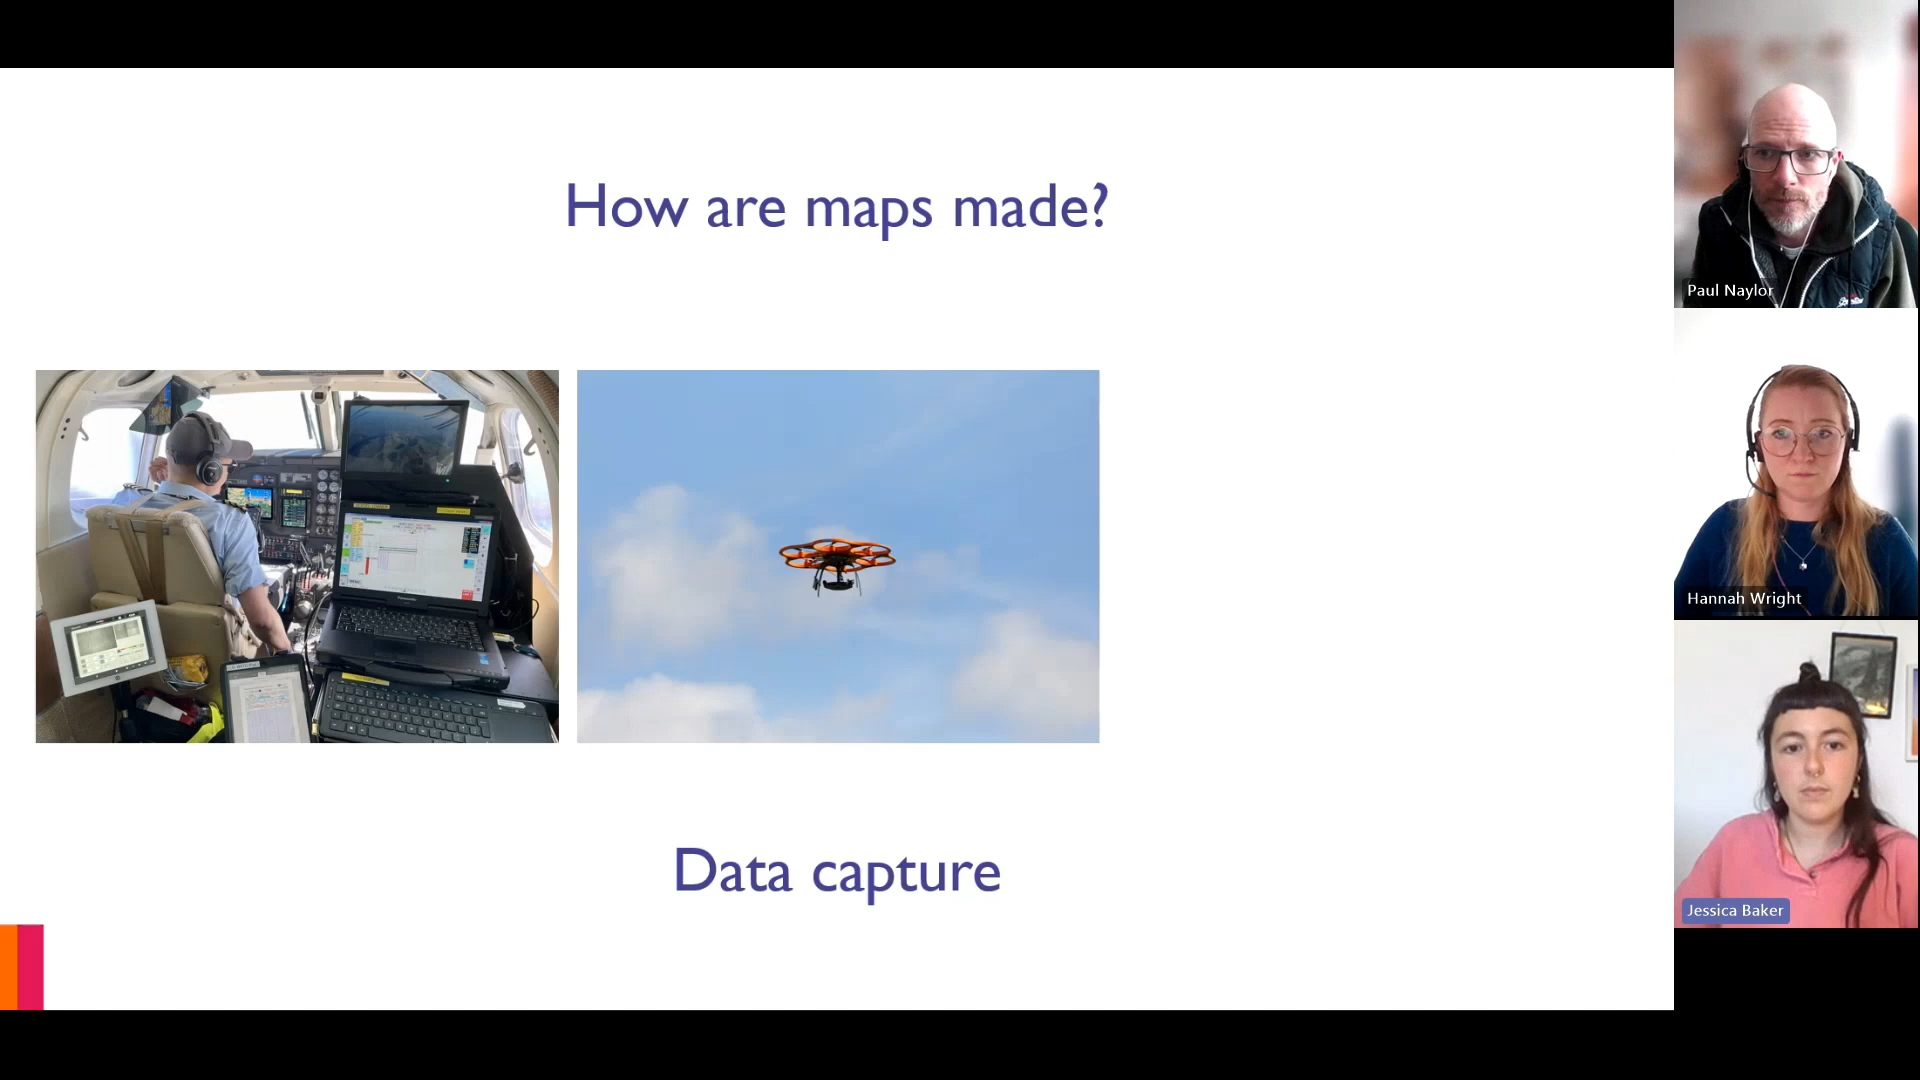 How are maps made?
Data capture
Paul Naylor
Hannah Wright
Jessica Baker